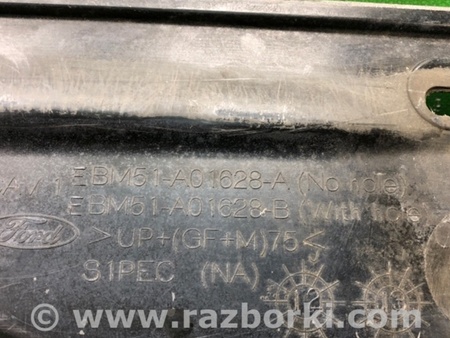 EBM51-A01628-A (No hole)
EBM51-A01628-B (With hole
Ford >UP+(GF+M)75<
S1PEC (NA)
www.razborki.com